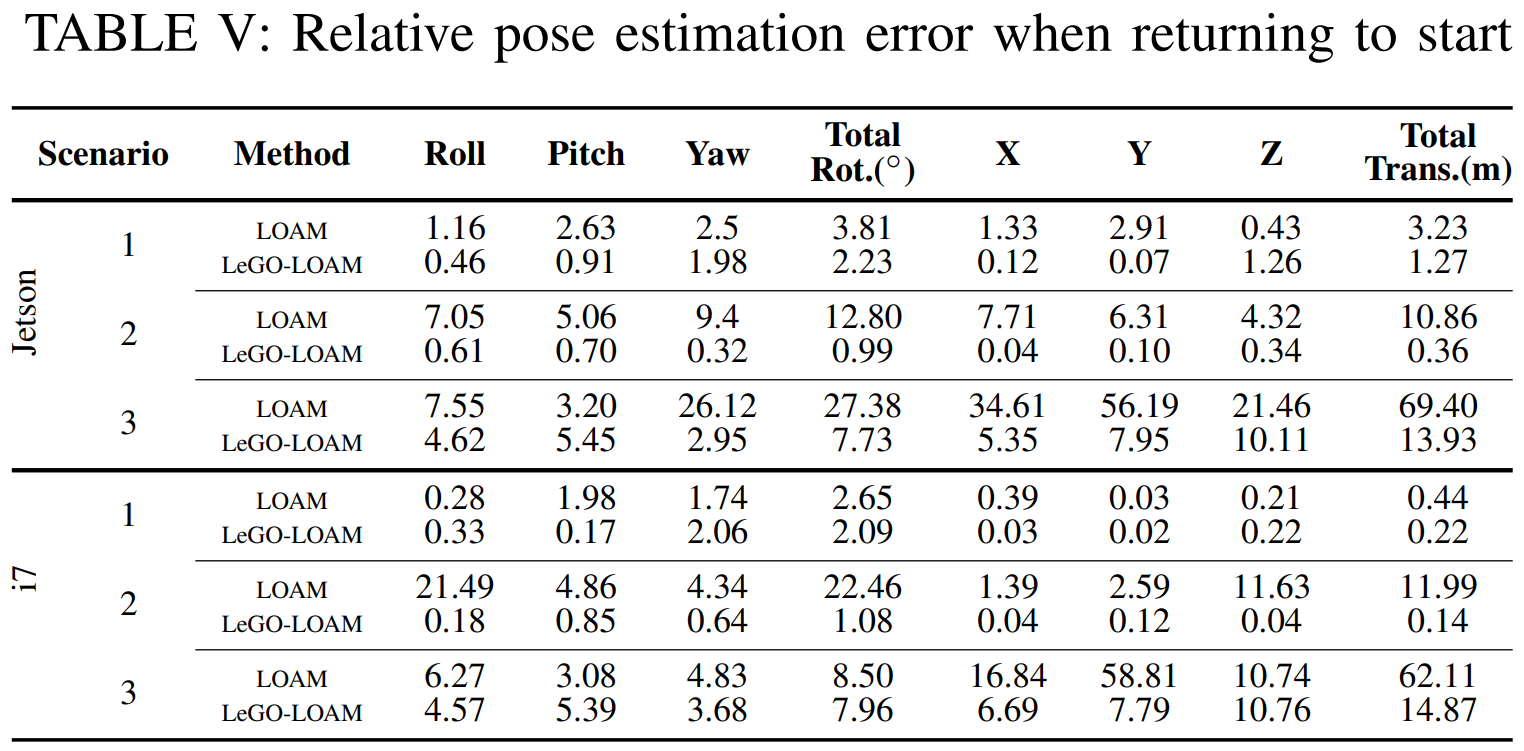 TABLE V: Relative pose estimation error when returning to start
Scenario Method Roll Pitch Yaw Total Rot.(°) X Y Z Total Trans.(m)
Jetson
1 LOAM 1.16 2.63 2.5 3.81 1.33 2.91 0.43 3.23
LeGO-LOAM 0.46 0.91 1.98 2.23 0.12 0.07 1.26 1.27
2 LOAM 7.05 5.06 9.4 12.80 7.71 6.31 4.32 10.86
LeGO-LOAM 0.61 0.70 0.32 0.99 0.04 0.10 0.34 0.36
3 LOAM 7.55 3.20 26.12 27.38 34.61 56.19 21.46 69.40
LeGO-LOAM 4.62 5.45 2.95 7.73 5.35 7.95 10.11 13.93
i7
1 LOAM 0.28 1.98 1.74 2.65 0.39 0.03 0.21 0.44
LeGO-LOAM 0.33 0.17 2.06 2.09 0.03 0.02 0.22 0.22
2 LOAM 21.49 4.86 4.34 22.46 1.39 2.59 11.63 11.99
LeGO-LOAM 0.18 0.85 0.64 1.08 0.04 0.12 0.04 0.14
3 LOAM 6.27 3.08 4.83 8.50 16.84 58.81 10.74 62.11
LeGO-LOAM 4.57 5.39 3.68 7.96 6.69 7.79 10.76 14.87